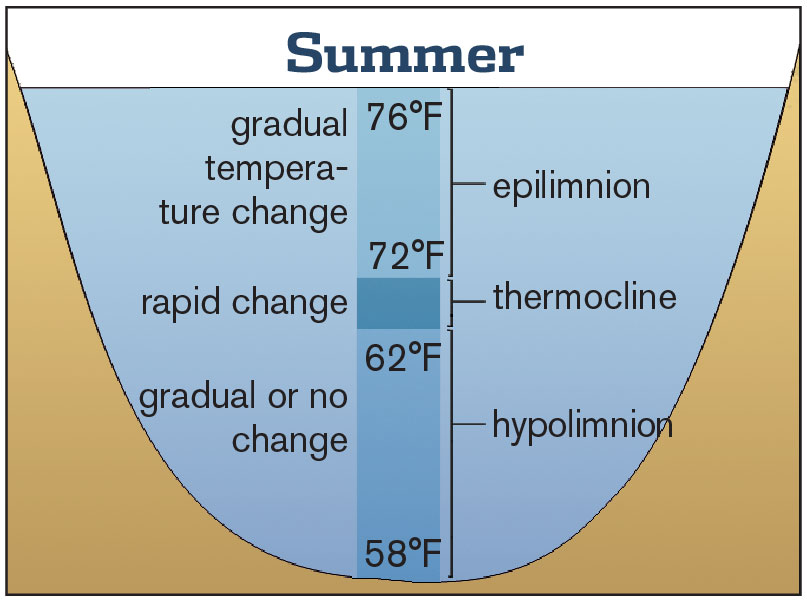 Summer
gradual
tempera-
ture change
76°F
72°F
epilimnion
rapid change
thermocline
62°F
gradual or no
change
hypolimnion
58°F